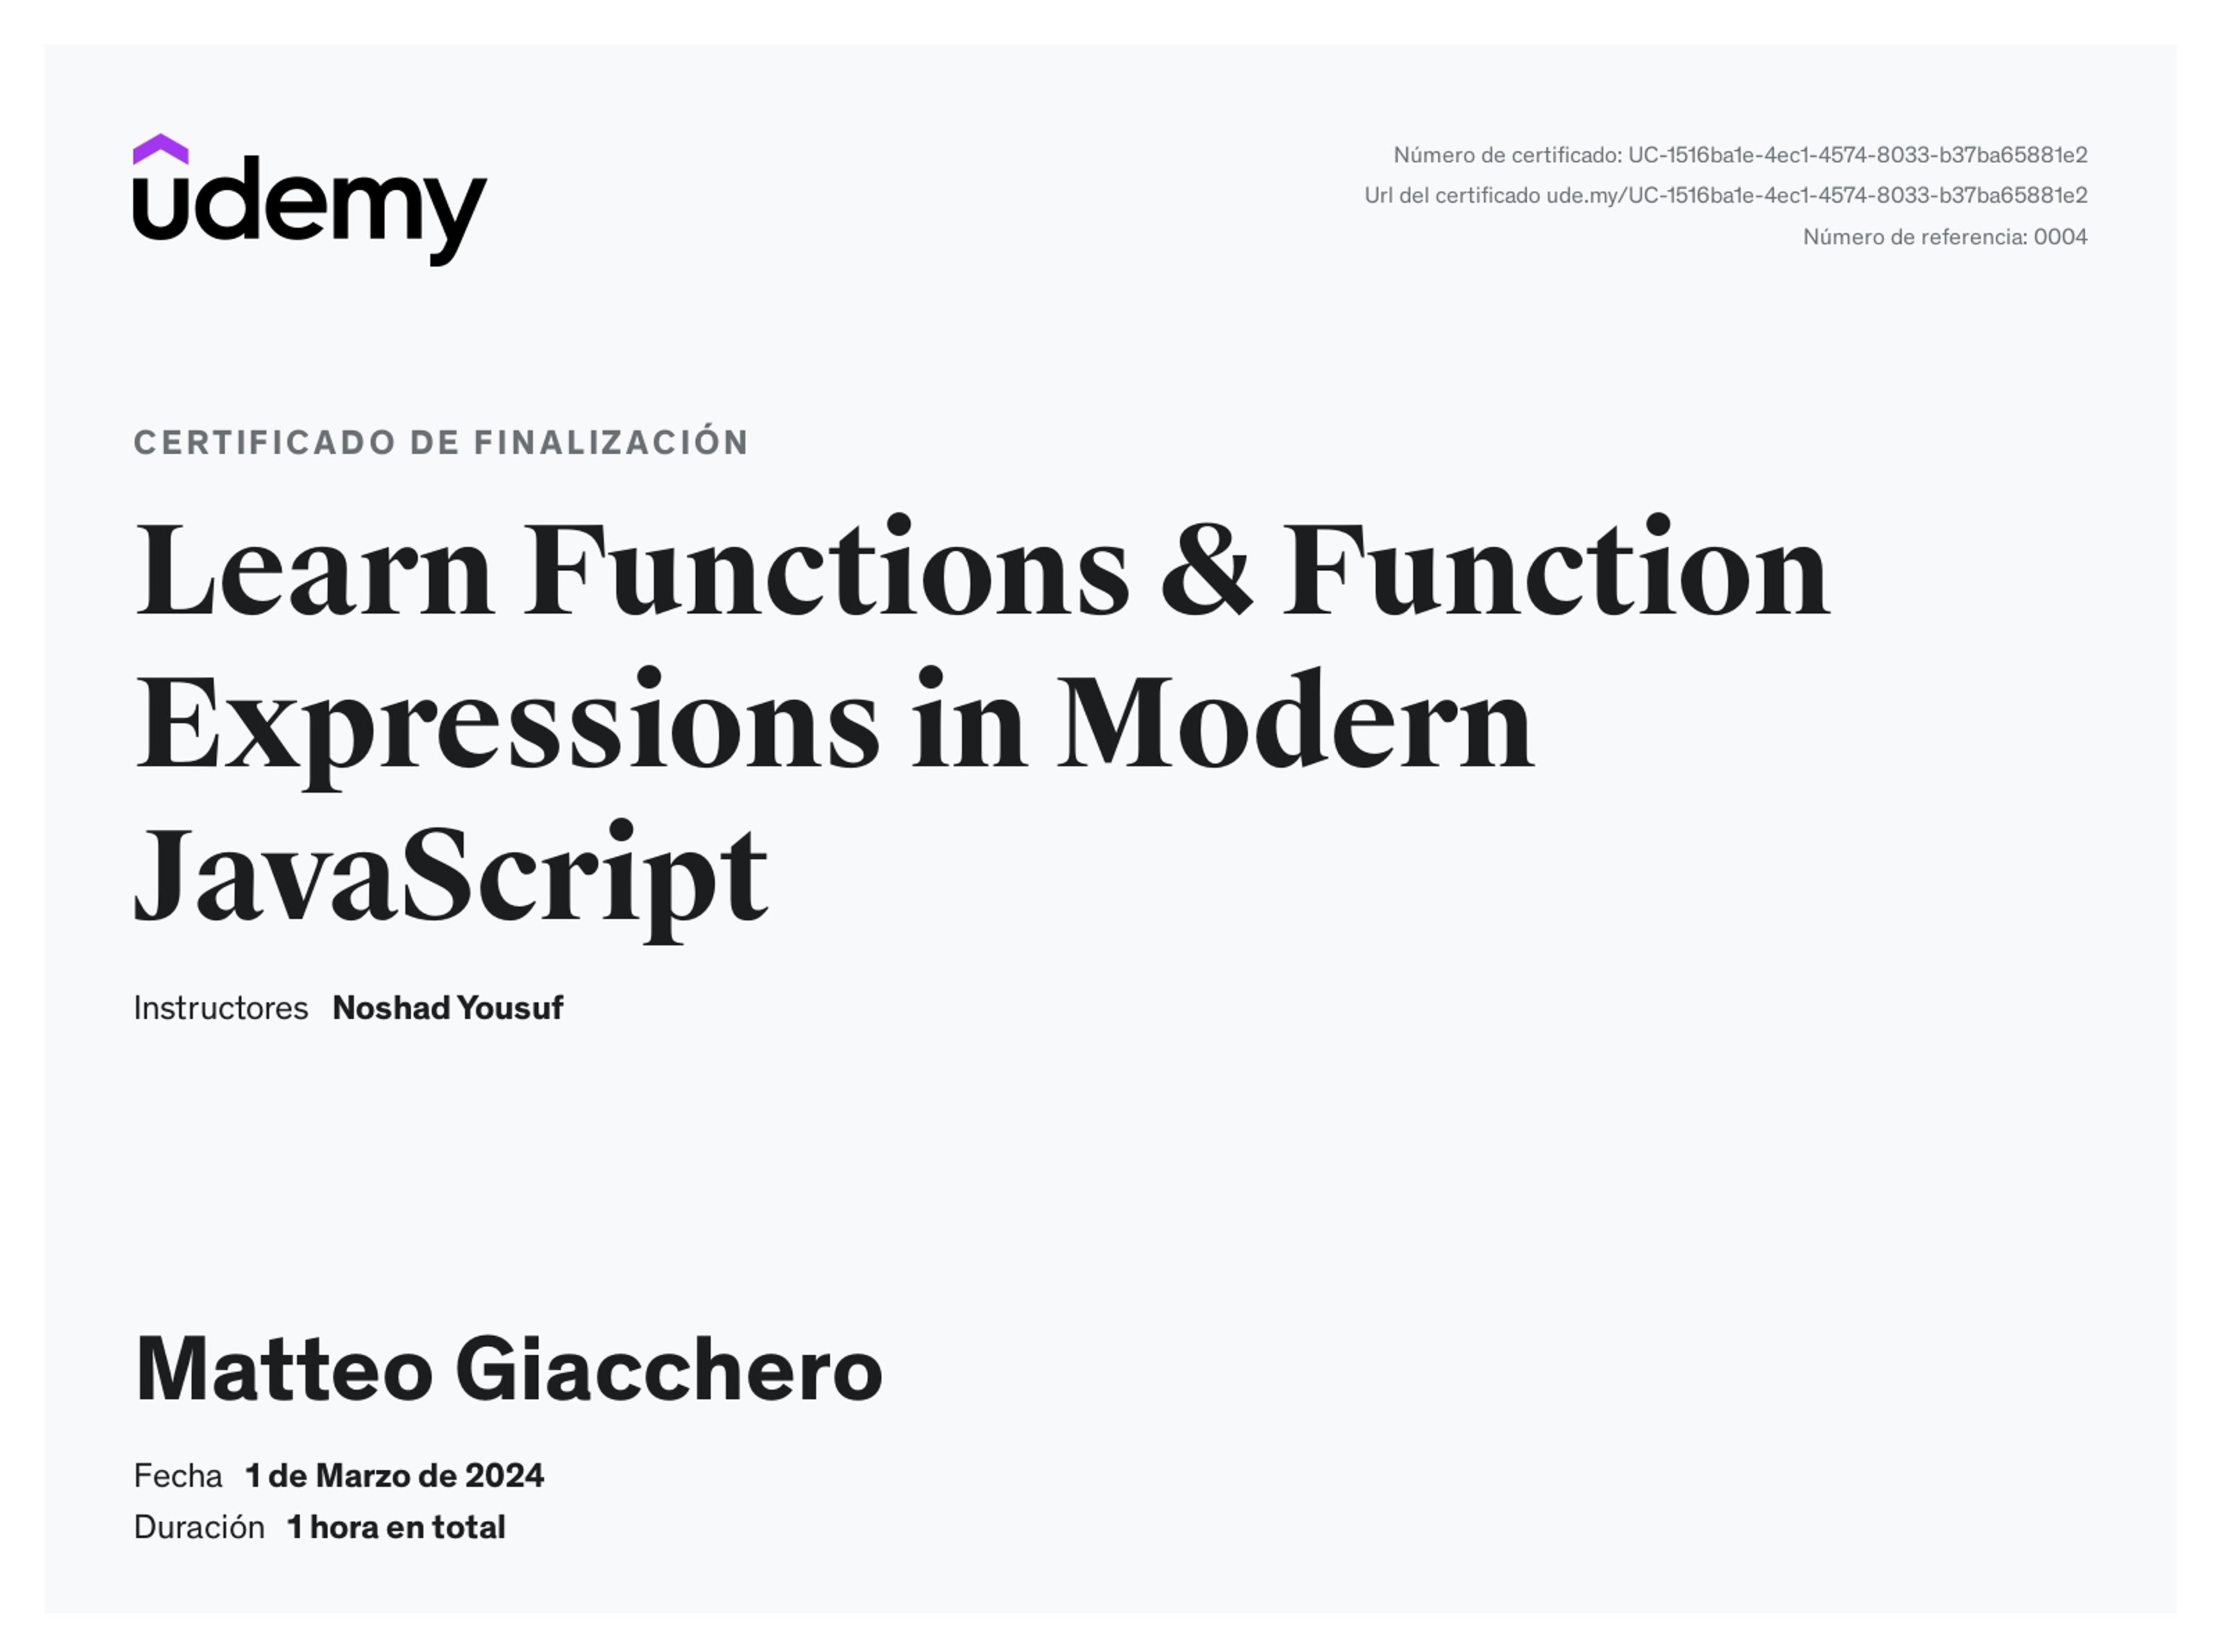 udemy
Número de certificado: UC-1516ba1e-4ec1-4574-8033-b37ba65881e2
Url del certificado ude.my/UC-1516ba1e-4ec1-4574-8033-b37ba65881e2
Número de referencia: 0004
CERTIFICADO DE FINALIZACIÓN
Learn Functions & Function
Expressions in Modern
JavaScript
Instructores Noshad Yousuf
Matteo Giacchero
Fecha 1 de Marzo de 2024
Duración 1 hora en total